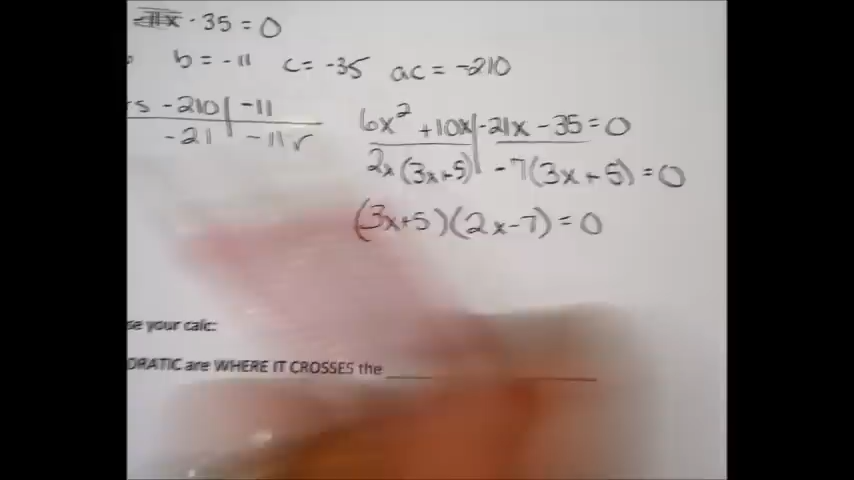 -11x - 35 = 0
b = -11 c = -35 ac = -210
s -210 | -11
-21 -11 ✓
6x² + 10x | -21x - 35 = 0
2x(3x+5) | -7(3x+5) = 0
(3x+5)(2x-7) = 0
se your calc:
DRATIC are WHERE IT CROSSES the